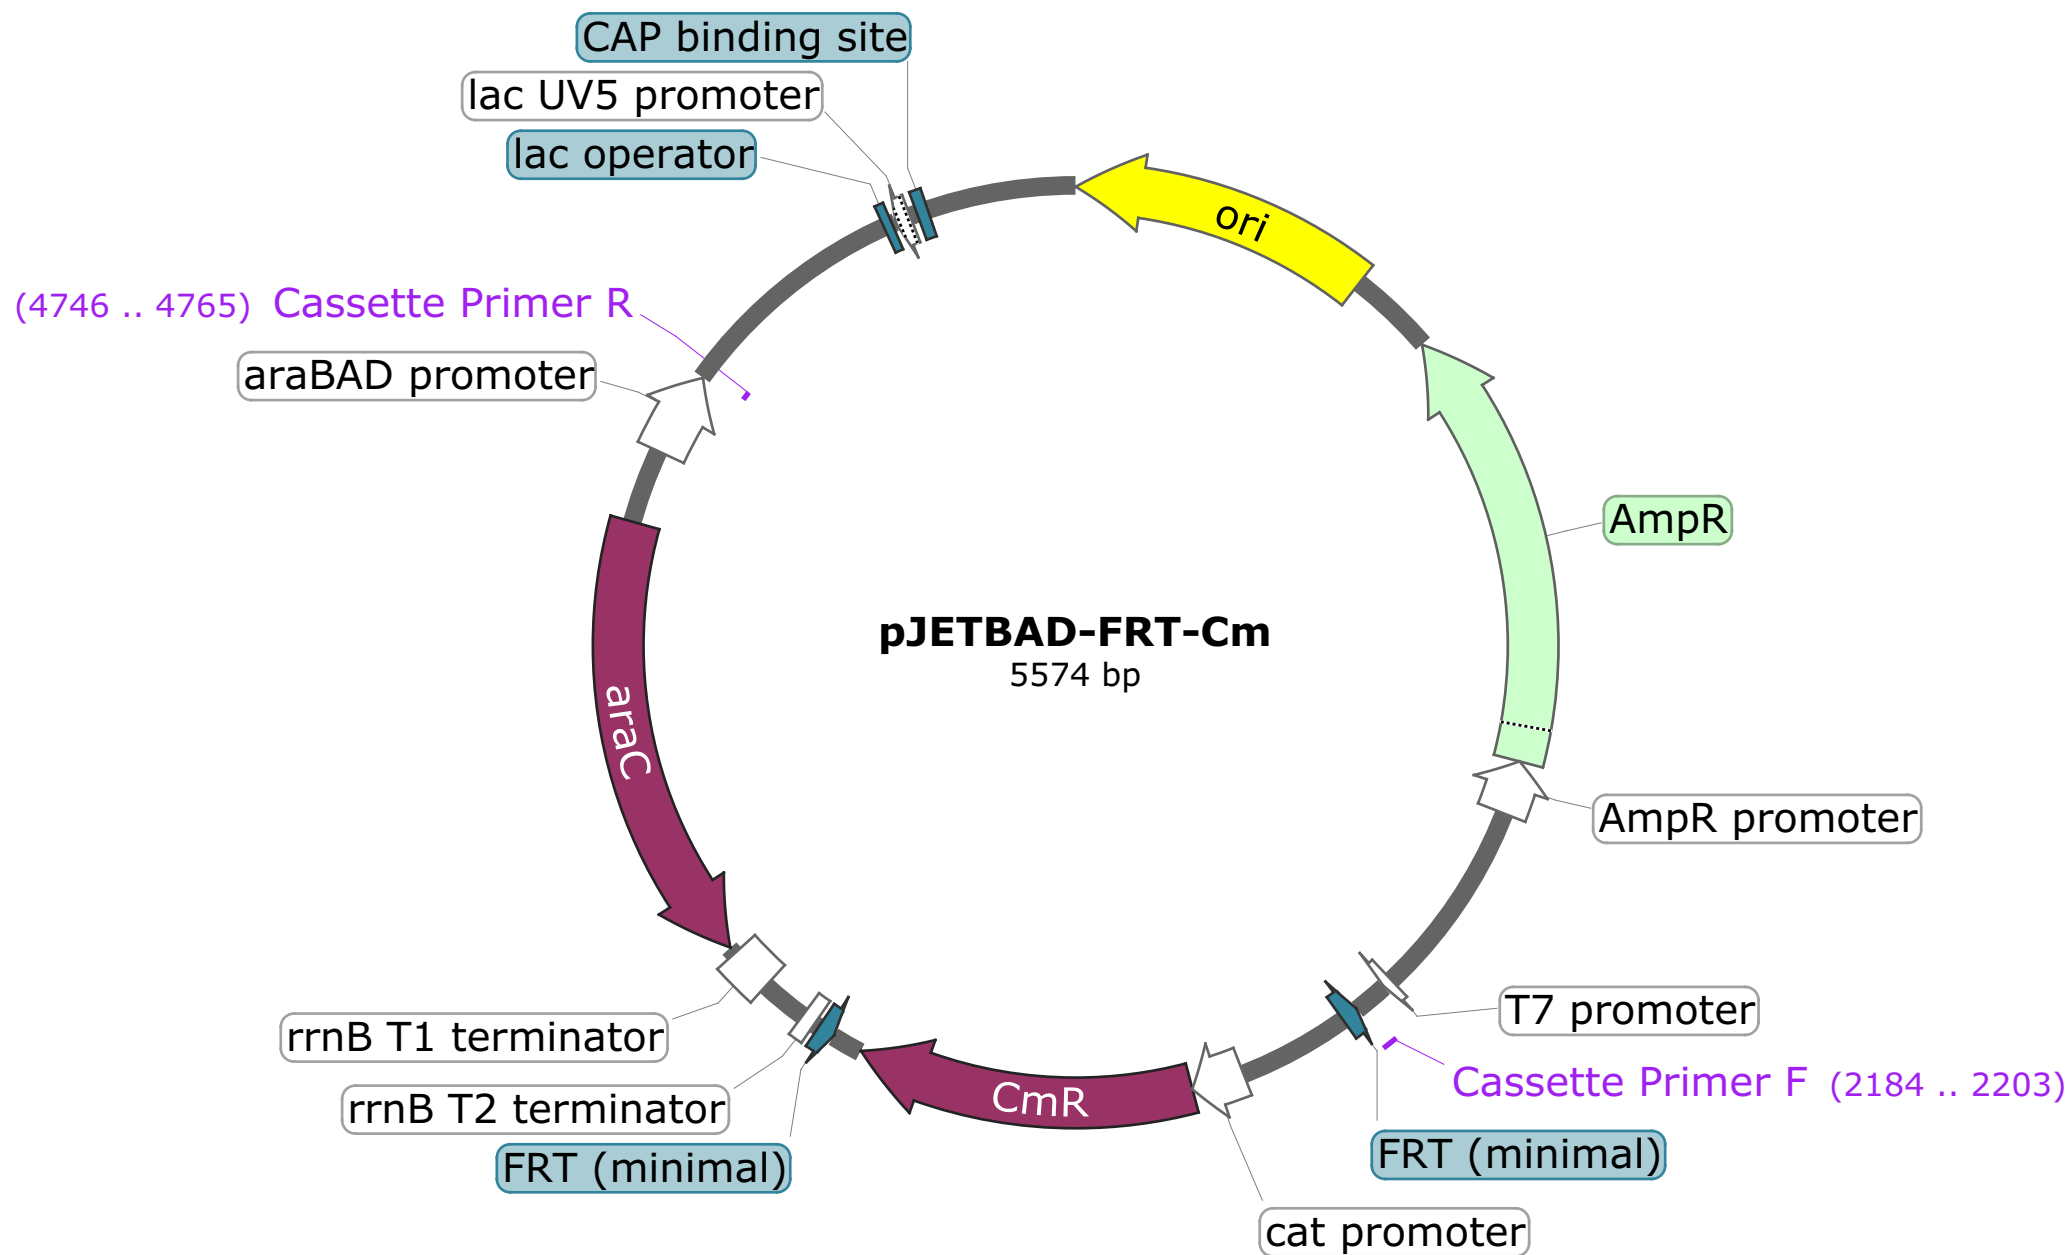 CAP binding site
lac UV5 promoter
lac operator
ori
(4746 .. 4765) Cassette Primer R
araBAD promoter
AmpR
pJETBAD-FRT-Cm
5574 bp
araC
AmpR promoter
T7 promoter
rrnB T1 terminator
Cassette Primer F (2184 .. 2203)
CmR
rrnB T2 terminator
FRT (minimal)
FRT (minimal)
cat promoter